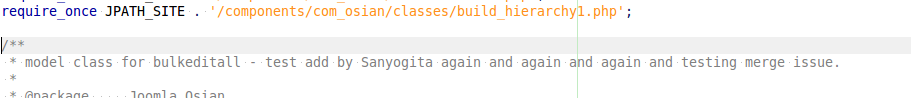 require_once JPATH_SITE . '/components/com_osian/classes/build_hierarchy1.php';
/**
* model class for bulkeditall - test add by Sanyogita again and again and again and testing merge issue.
*
* @package Joomla.Osian